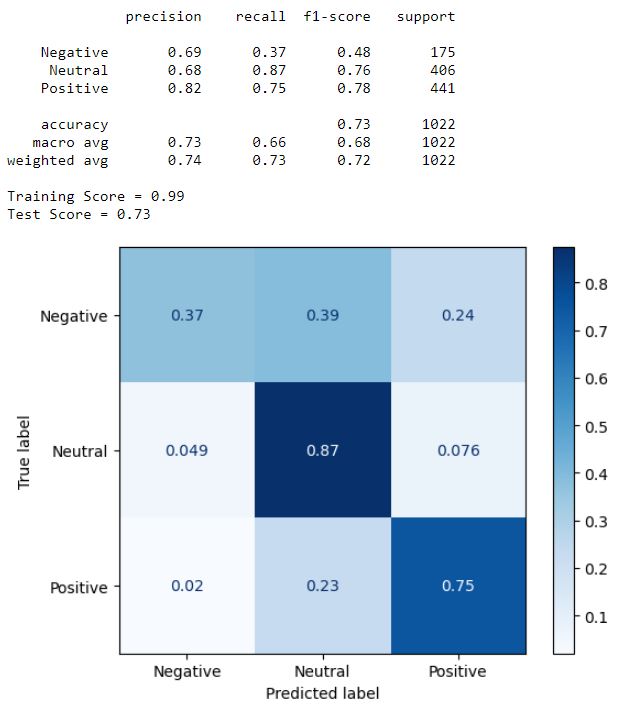 precision recall f1-score support
Negative 0.69 0.37 0.48 175
Neutral 0.68 0.87 0.76 406
Positive 0.82 0.75 0.78 441
accuracy 0.73 1022
macro avg 0.73 0.66 0.68 1022
weighted avg 0.74 0.73 0.72 1022
Training Score = 0.99
Test Score = 0.73
True label
Negative 0.37 0.39 0.24
Neutral 0.049 0.87 0.076
Positive 0.02 0.23 0.75
Negative Neutral Positive
Predicted label
0.8
0.7
0.6
0.5
0.4
0.3
0.2
0.1